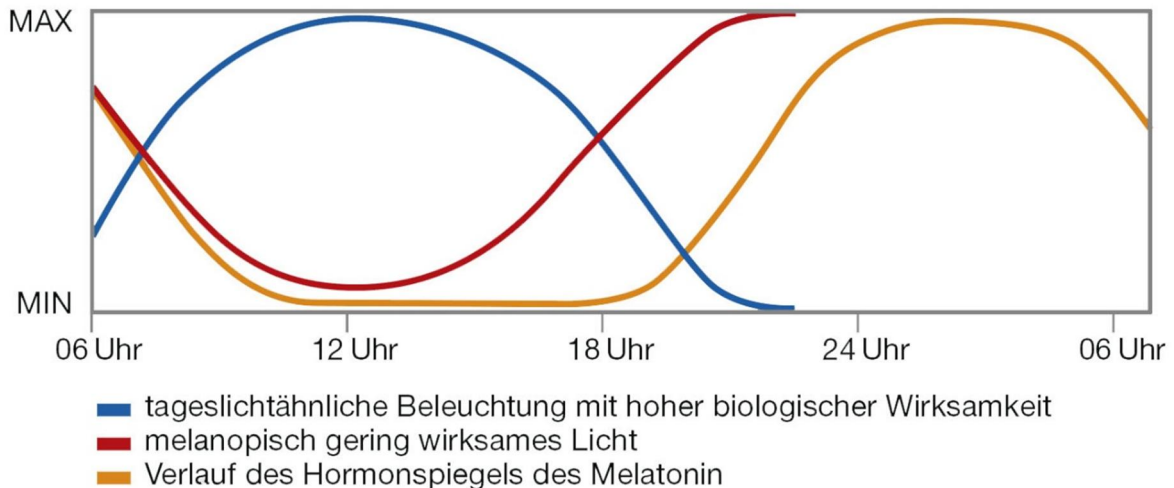 MAX
MIN
06 Uhr 12 Uhr 18 Uhr 24 Uhr 06 Uhr
tageslichtähnliche Beleuchtung mit hoher biologischer Wirksamkeit
melanopisch gering wirksames Licht
Verlauf des Hormonspiegels des Melatonin